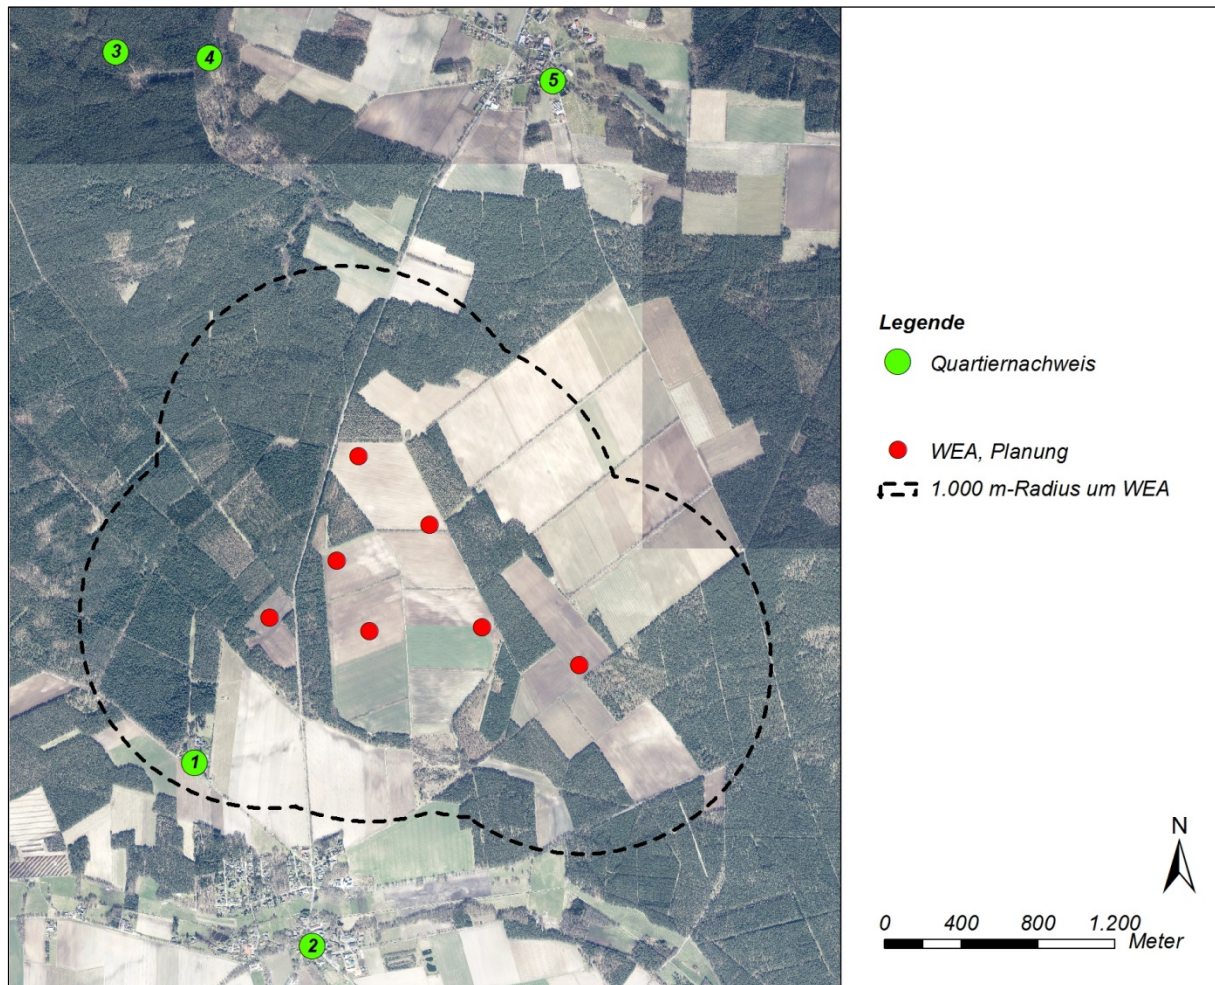 3
4
5
1
2
Legende
Quartiernachweis
WEA, Planung
1.000 m-Radius um WEA
N
0 400 800 1.200
Meter